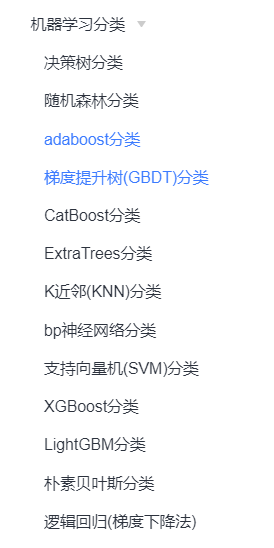 机器学习分类
决策树分类
随机森林分类
adaboost分类
梯度提升树(GBDT)分类
CatBoost分类
ExtraTrees分类
K近邻(KNN)分类
bp神经网络分类
支持向量机(SVM)分类
XGBoost分类
LightGBM分类
朴素贝叶斯分类
逻辑回归(梯度下降法)